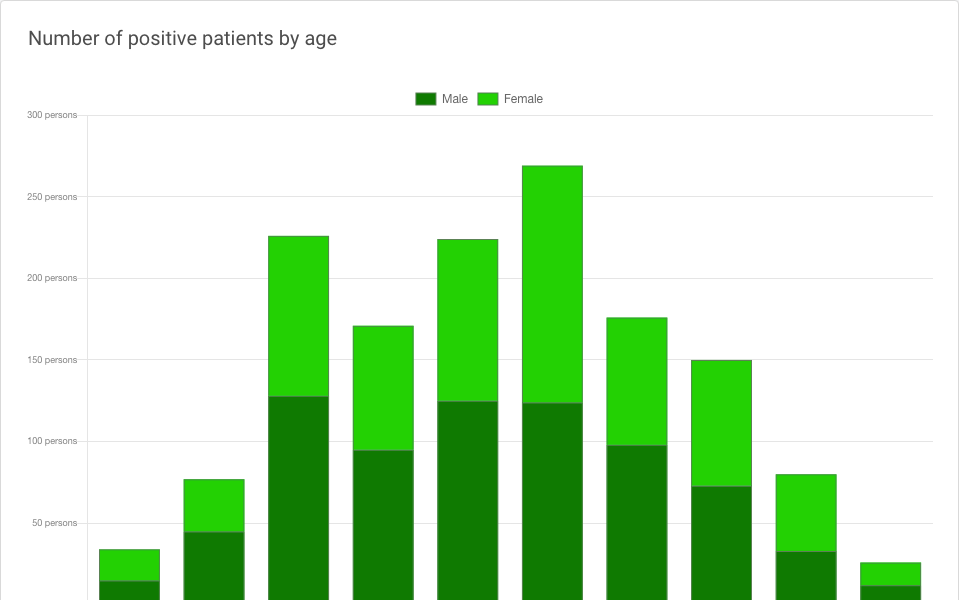 Number of positive patients by age
Male Female
300 persons
250 persons
200 persons
150 persons
100 persons
50 persons